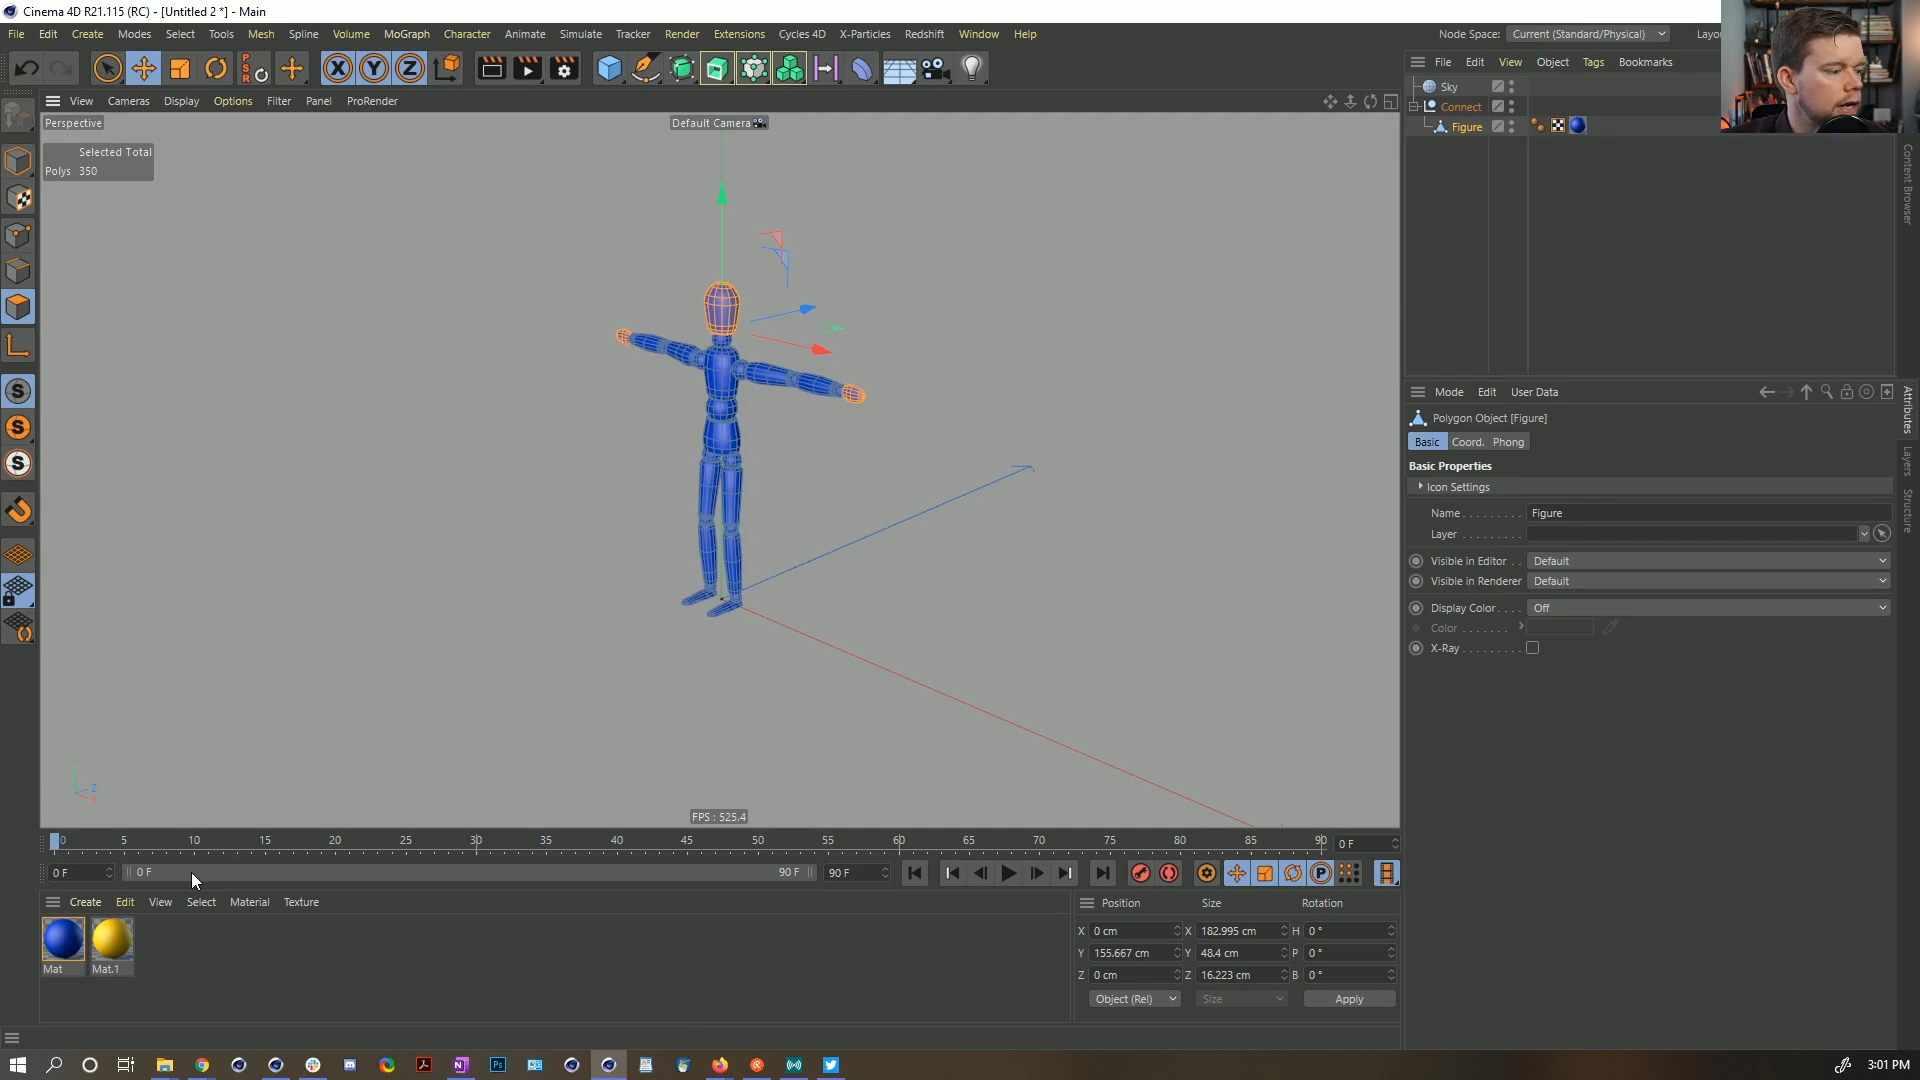 Cinema 4D R21.115 (RC) - [Untitled 2 *] - Main
File Edit Create Modes Select Tools Mesh Spline Volume MoGraph Character Animate Simulate Tracker Render Extensions Cycles 4D X-Particles Redshift Window Help
Node Space: Current (Standard/Physical) Layou
P S R X Y Z
File Edit View Object Tags Bookmarks
View Cameras Display Options Filter Panel ProRender
Sky
Connect
Figure
Perspective
Default Camera
Selected Total
Polys 350
Content Browser
Mode Edit User Data
Polygon Object [Figure]
Basic Coord. Phong
Basic Properties
Icon Settings
Name . . . . . . . . Figure
Layer . . . . . . . .
Visible in Editor . . Default
Visible in Renderer Default
Display Color . . . . Off
Color . . . . . . .
X-Ray . . . . . . . . .
Attributes
Layers
Structure
S
S
S
Y
Z
X
FPS : 525.4
0 5 10 15 20 25 30 35 40 45 50 55 60 65 70 75 80 85 90 0 F
0 F 0 F 90 F 90 F P
Create Edit View Select Material Texture
Mat Mat.1
Position Size Rotation
X 0 cm X 182.995 cm H 0 °
Y 155.667 cm Y 48.4 cm P 0 °
Z 0 cm Z 16.223 cm B 0 °
Object (Rel) Size Apply
N Ps
3:01 PM